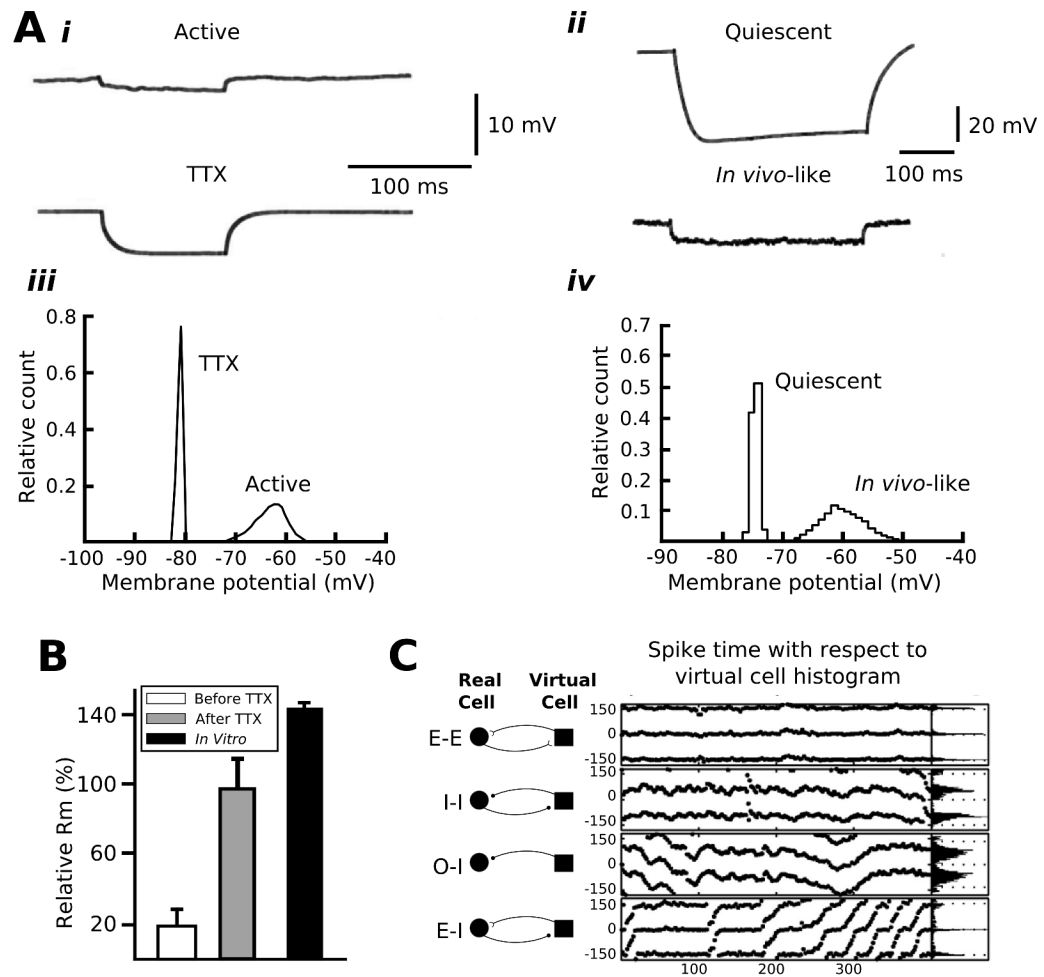 A i
Active
10 mV
100 ms
TTX
ii
Quiescent
20 mV
100 ms
In vivo-like
iii
0.8
0.6
0.4
0.2
Relative count
TTX
Active
-100 -90 -80 -70 -60 -50 -40
Membrane potential (mV)
iv
0.7
0.6
0.5
0.4
0.3
0.2
0.1
Relative count
Quiescent
In vivo-like
-90 -80 -70 -60 -50 -40
Membrane potential (mV)
B
Before TTX
After TTX
In Vitro
140
100
60
20
Relative Rm (%)
C
Spike time with respect to
virtual cell histogram
Real Virtual
Cell Cell
E-E
150
0
-150
I-I
150
0
-150
O-I
150
0
-150
E-I
150
0
-150
100 200 300